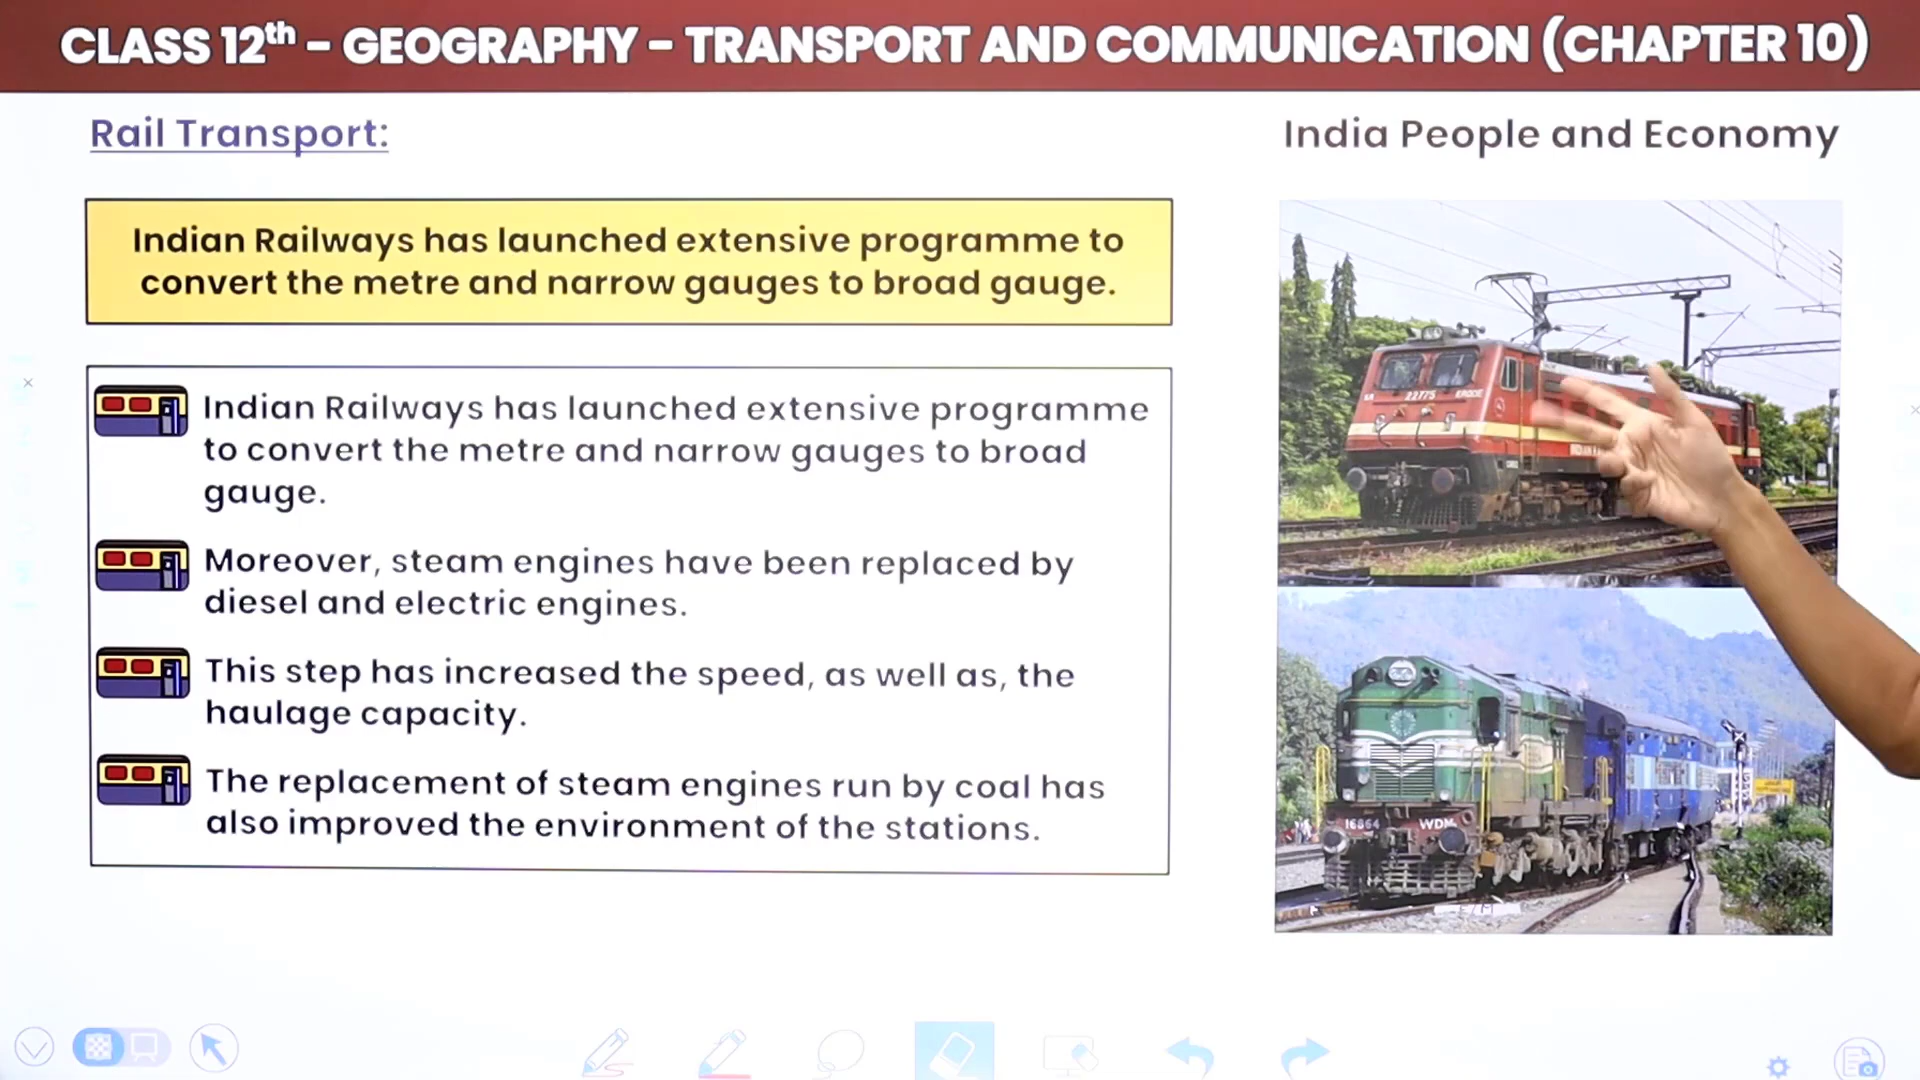 CLASS 12th - GEOGRAPHY - TRANSPORT AND COMMUNICATION (CHAPTER 10)
Rail Transport:
India People and Economy
Indian Railways has launched extensive programme to
convert the metre and narrow gauges to broad gauge.
Indian Railways has launched extensive programme
to convert the metre and narrow gauges to broad
gauge.
Moreover, steam engines have been replaced by
diesel and electric engines.
This step has increased the speed, as well as, the
haulage capacity.
The replacement of steam engines run by coal has
also improved the environment of the stations.
22775 ERODE
16864 WDM